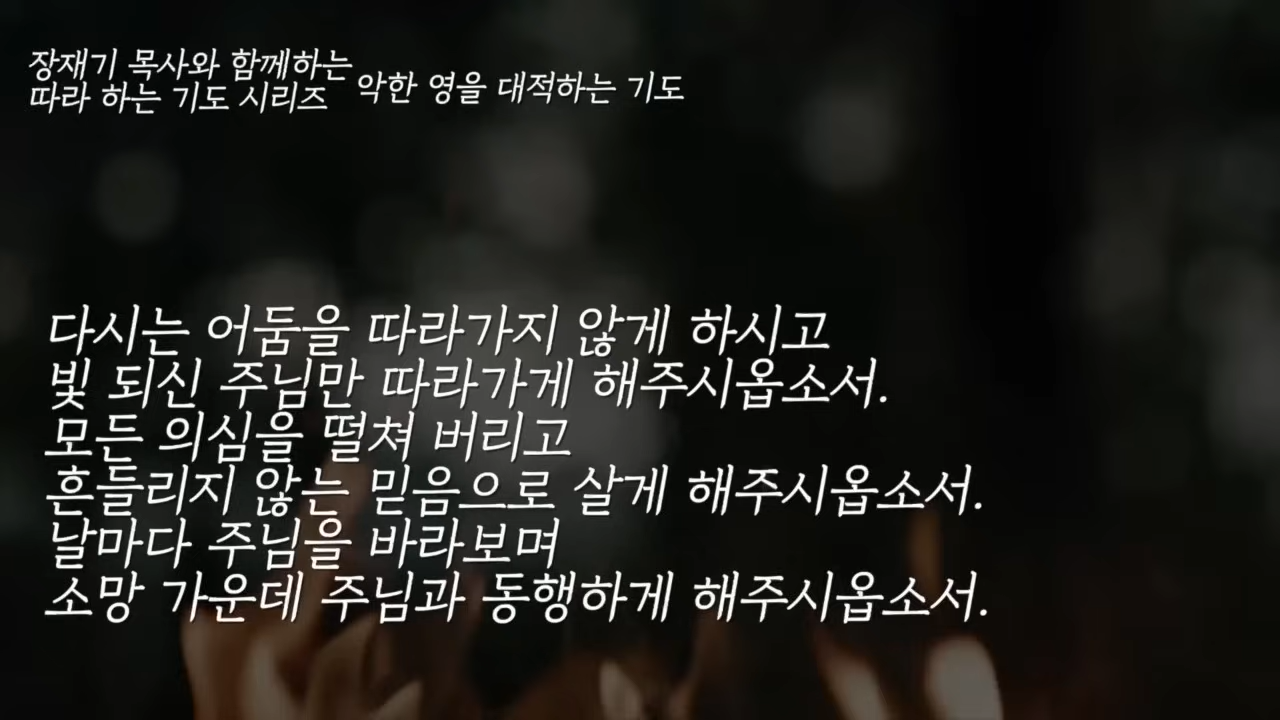 장재기 목사와 함께하는
따라 하는 기도 시리즈
악한 영을 대적하는 기도
다시는 어둠을 따라가지 않게 하시고
빛 되신 주님만 따라가게 해주시옵소서.
모든 의심을 떨쳐 버리고
흔들리지 않는 믿음으로 살게 해주시옵소서.
날마다 주님을 바라보며
소망 가운데 주님과 동행하게 해주시옵소서.